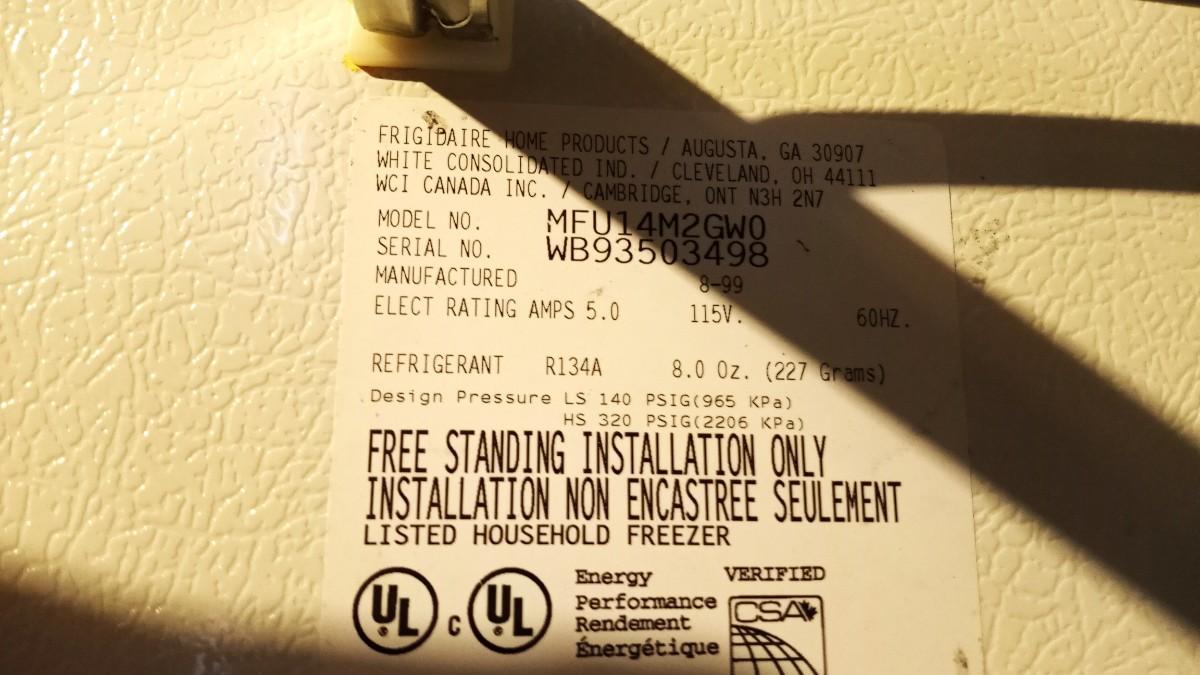 FRIGIDAIRE HOME PRODUCTS / AUGUSTA, GA 30907
WHITE CONSOLIDATED IND. / CLEVELAND, OH 44111
WCI CANADA INC. / CAMBRIDGE, ONT N3H 2N7
MODEL NO. MFU14M2GW0
SERIAL NO. WB93503498
MANUFACTURED 8-99
ELECT RATING AMPS 5.0 115V. 60HZ.
REFRIGERANT R134A 8.0 Oz. (227 Grams)
Design Pressure LS 140 PSIG(965 KPa)
HS 320 PSIG(2206 KPa)
FREE STANDING INSTALLATION ONLY
INSTALLATION NON ENCASTREE SEULEMENT
LISTED HOUSEHOLD FREEZER
UL ® C UL ®
Energy
Performance
Rendement
Énergétique
VERIFIED
CSA